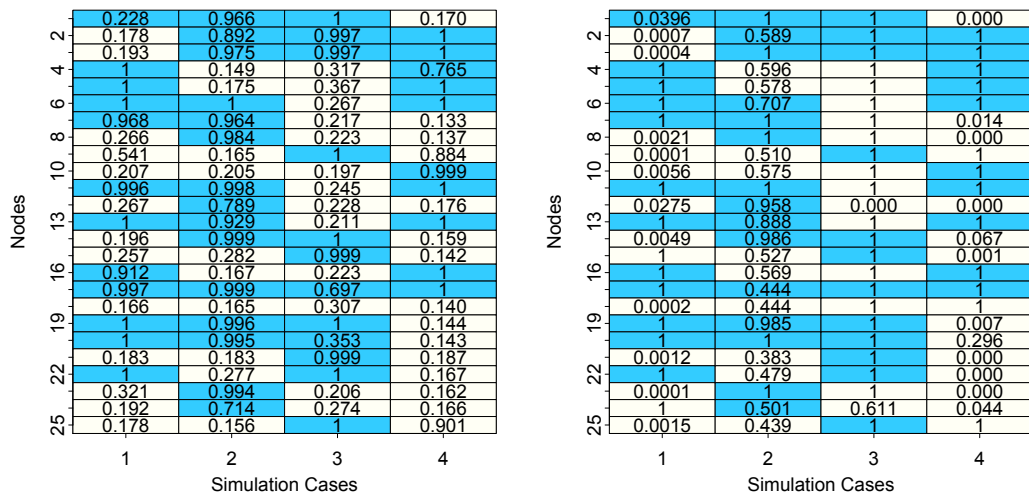 0.228 0.966 1 0.170
2 0.178 0.892 0.997 1
0.193 0.975 0.997 1
4 1 0.149 0.317 0.765
1 0.175 0.367 1
6 1 1 0.267 1
0.968 0.964 0.217 0.133
8 0.266 0.984 0.223 0.137
0.541 0.165 1 0.884
10 0.207 0.205 0.197 0.999
0.996 0.998 0.245 1
0.267 0.789 0.228 0.176
13 1 0.929 0.211 1
0.196 0.999 1 0.159
0.257 0.282 0.999 0.142
16 0.912 0.167 0.223 1
0.997 0.999 0.697 1
0.166 0.165 0.307 0.140
19 1 0.996 1 0.144
1 0.995 0.353 0.143
0.183 0.183 0.999 0.187
22 1 0.277 1 0.167
0.321 0.994 0.206 0.162
0.192 0.714 0.274 0.166
25 0.178 0.156 1 0.901
1 2 3 4
Simulation Cases
Nodes
0.0396 1 1 0.000
2 0.0007 0.589 1 1
0.0004 1 1 1
4 1 0.596 1 1
1 0.578 1 1
6 1 0.707 1 1
1 1 1 0.014
8 0.0021 1 1 0.000
0.0001 0.510 1 1
10 0.0056 0.575 1 1
1 1 1 1
0.0275 0.958 0.000 0.000
13 1 0.888 1 1
0.0049 0.986 1 0.067
1 0.527 1 0.001
16 1 0.569 1 1
1 0.444 1 1
0.0002 0.444 1 1
19 1 0.985 1 0.007
1 1 1 0.296
0.0012 0.383 1 0.000
22 1 0.479 1 0.000
0.0001 1 1 0.000
1 0.501 0.611 0.044
25 0.0015 0.439 1 1
1 2 3 4
Simulation Cases
Nodes